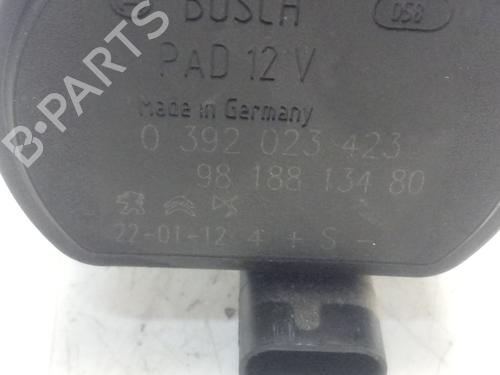 BOSCH
D58
PAD 12 V
Made in Germany
0 392 023 423
98 188 134 80
22-01-12 4 + S -
B-PARTS